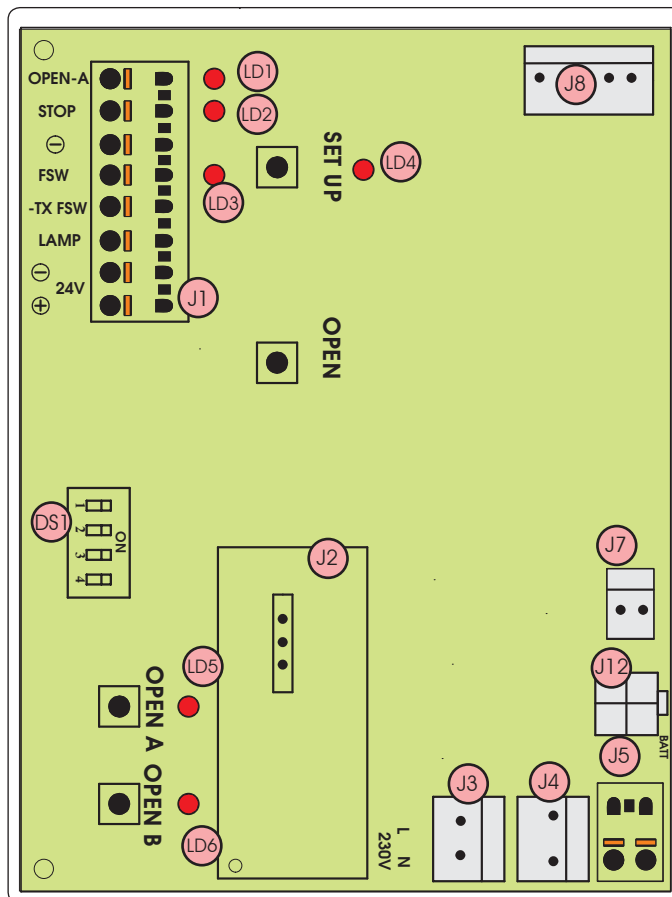 OPEN-A
STOP
⊖
FSW
-TX FSW
LAMP
⊖
24V
⊕
LD1
LD2
LD3
SET UP
LD4
J8
J1
OPEN
DS1
1
2
3
4
ON
J2
J7
J12
BATT
J5
LD5
OPEN A
OPEN B
LD6
L N
230V
J3
J4